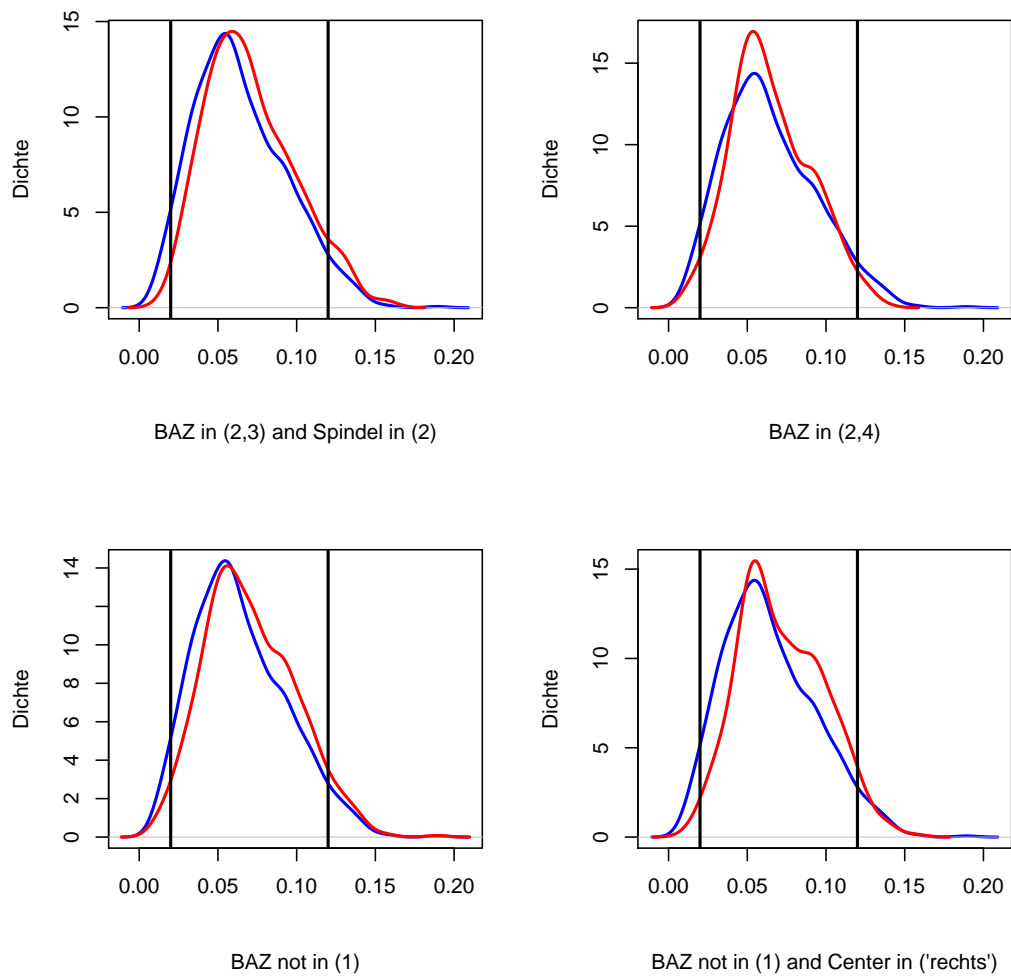 15
10
5
0
Dichte
0.00 0.05 0.10 0.15 0.20
BAZ in (2,3) and Spindel in (2)
15
10
5
0
Dichte
0.00 0.05 0.10 0.15 0.20
BAZ in (2,4)
14
10
8
6
4
2
0
Dichte
0.00 0.05 0.10 0.15 0.20
BAZ not in (1)
15
10
5
0
Dichte
0.00 0.05 0.10 0.15 0.20
BAZ not in (1) and Center in ('rechts')